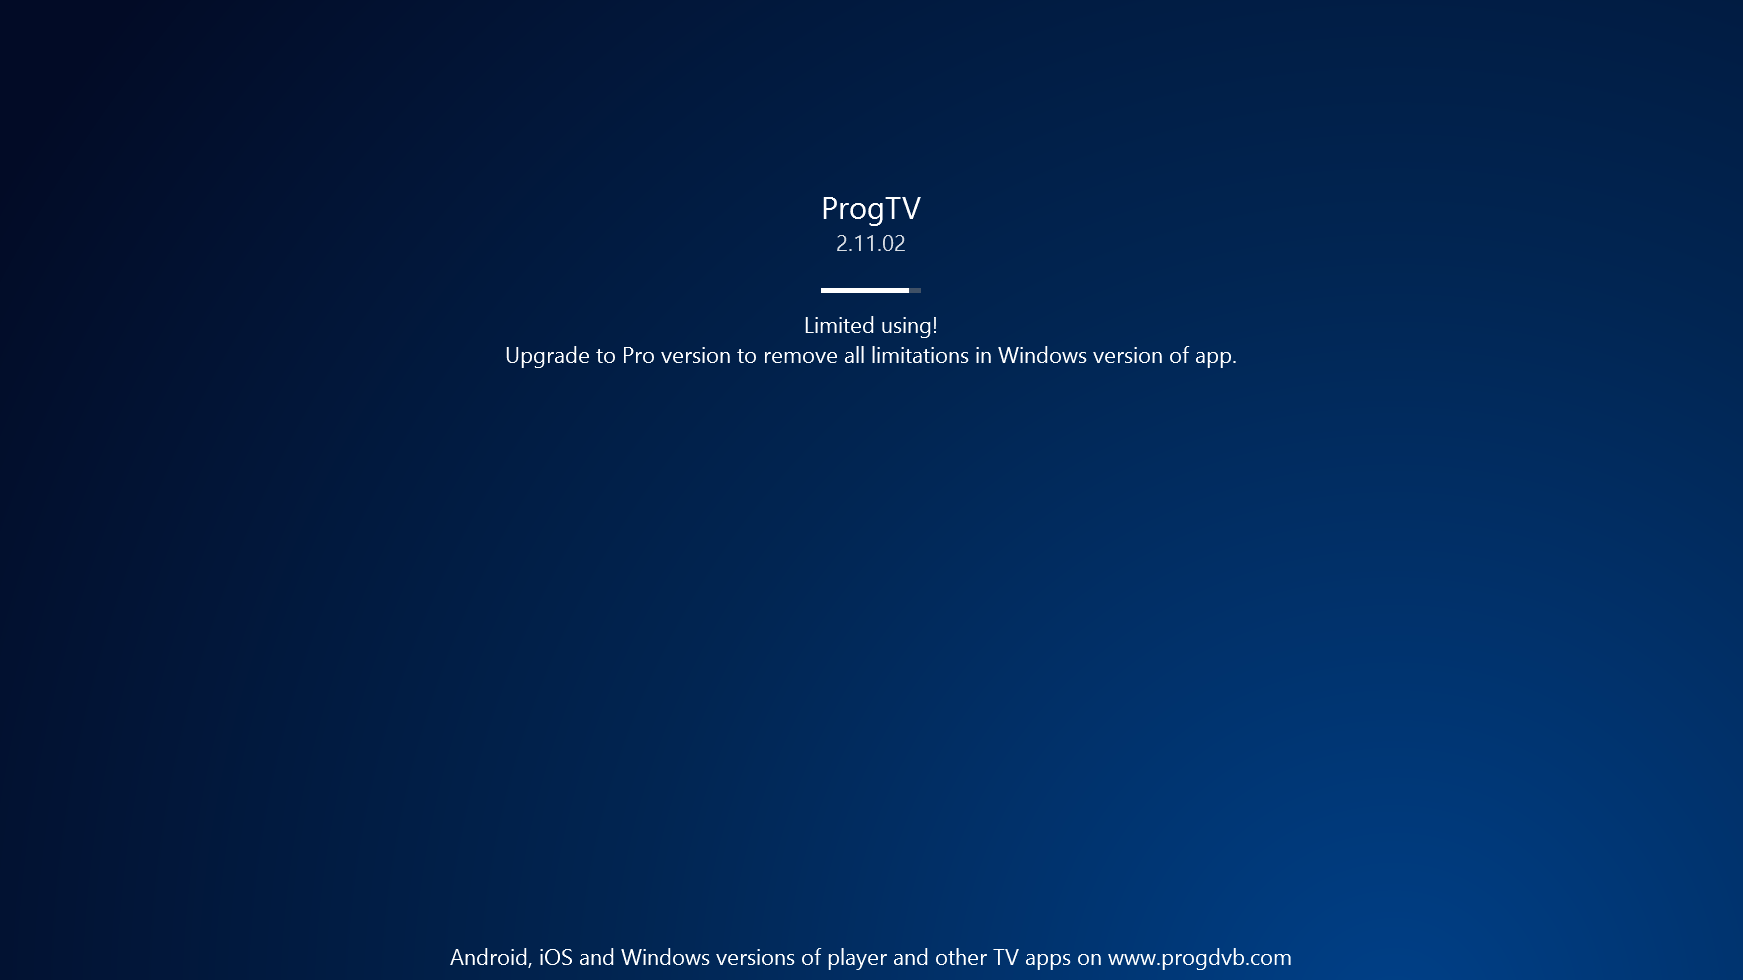 ProgTV
2.11.02
Limited using!
Upgrade to Pro version to remove all limitations in Windows version of app.
Android, iOS and Windows versions of player and other TV apps on www.progdvb.com